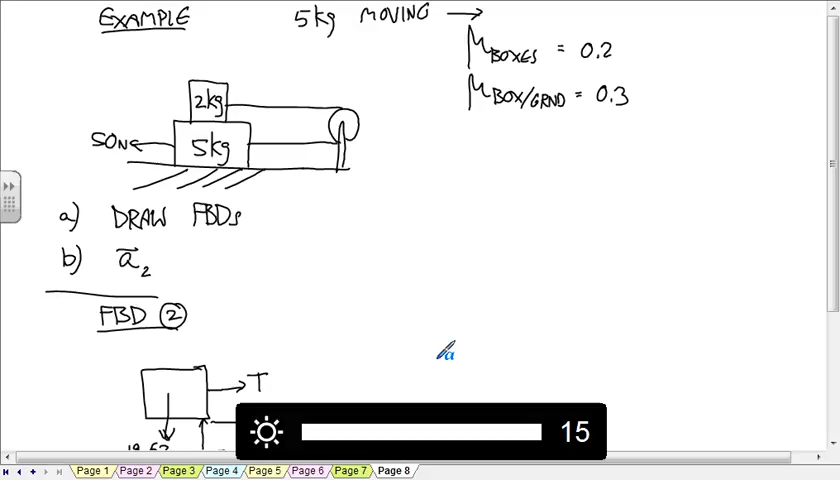 EXAMPLE 5kg MOVING →
μBOXES = 0.2
μBOX/GRND = 0.3
2kg
50N 5kg
a) DRAW FBDs
b) a⃗2
FBD ②
T
15
Page 1 Page 2 Page 3 Page 4 Page 5 Page 6 Page 7 Page 8